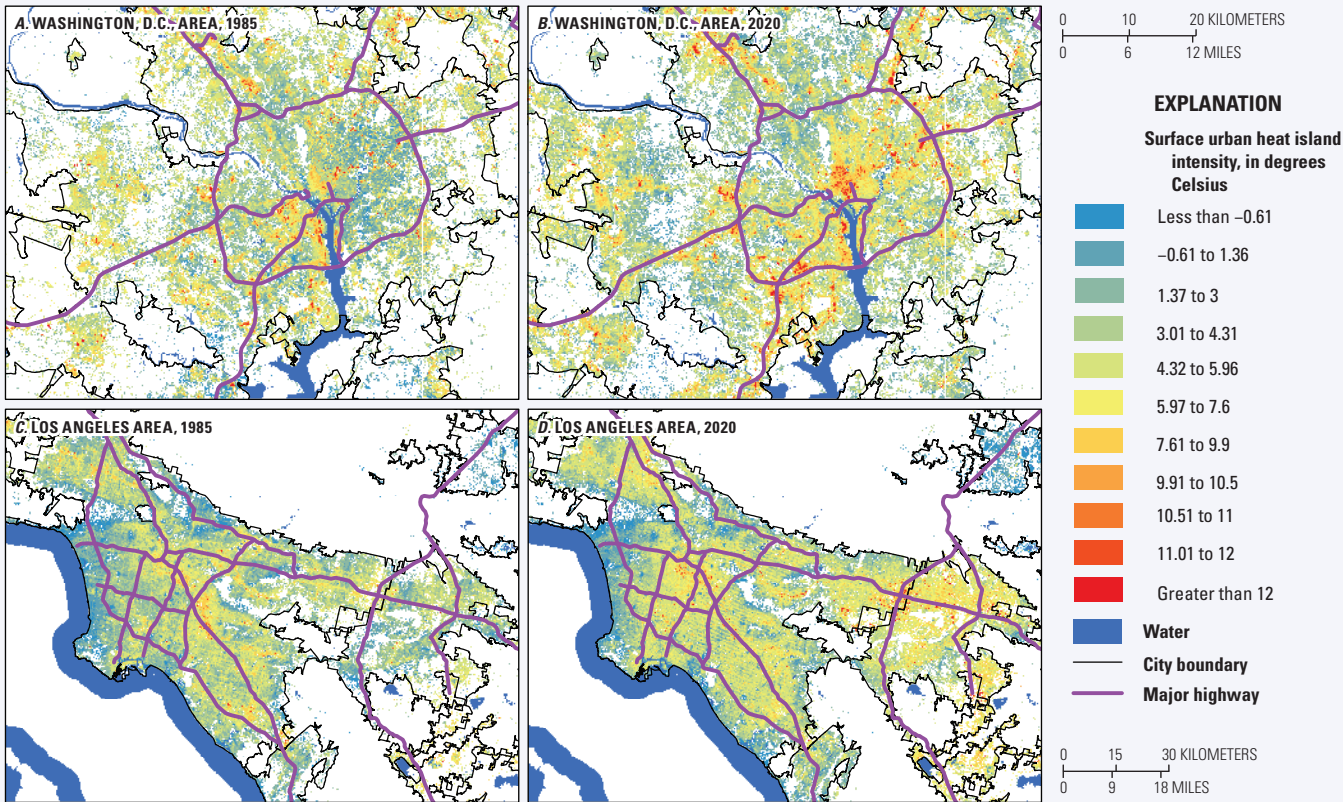 A. WASHINGTON, D.C., AREA, 1985
B. WASHINGTON, D.C., AREA, 2020
C. LOS ANGELES AREA, 1985
D. LOS ANGELES AREA, 2020
0 10 20 KILOMETERS
0 6 12 MILES
EXPLANATION
Surface urban heat island
intensity, in degrees
Celsius
Less than −0.61
−0.61 to 1.36
1.37 to 3
3.01 to 4.31
4.32 to 5.96
5.97 to 7.6
7.61 to 9.9
9.91 to 10.5
10.51 to 11
11.01 to 12
Greater than 12
Water
City boundary
Major highway
0 15 30 KILOMETERS
0 9 18 MILES